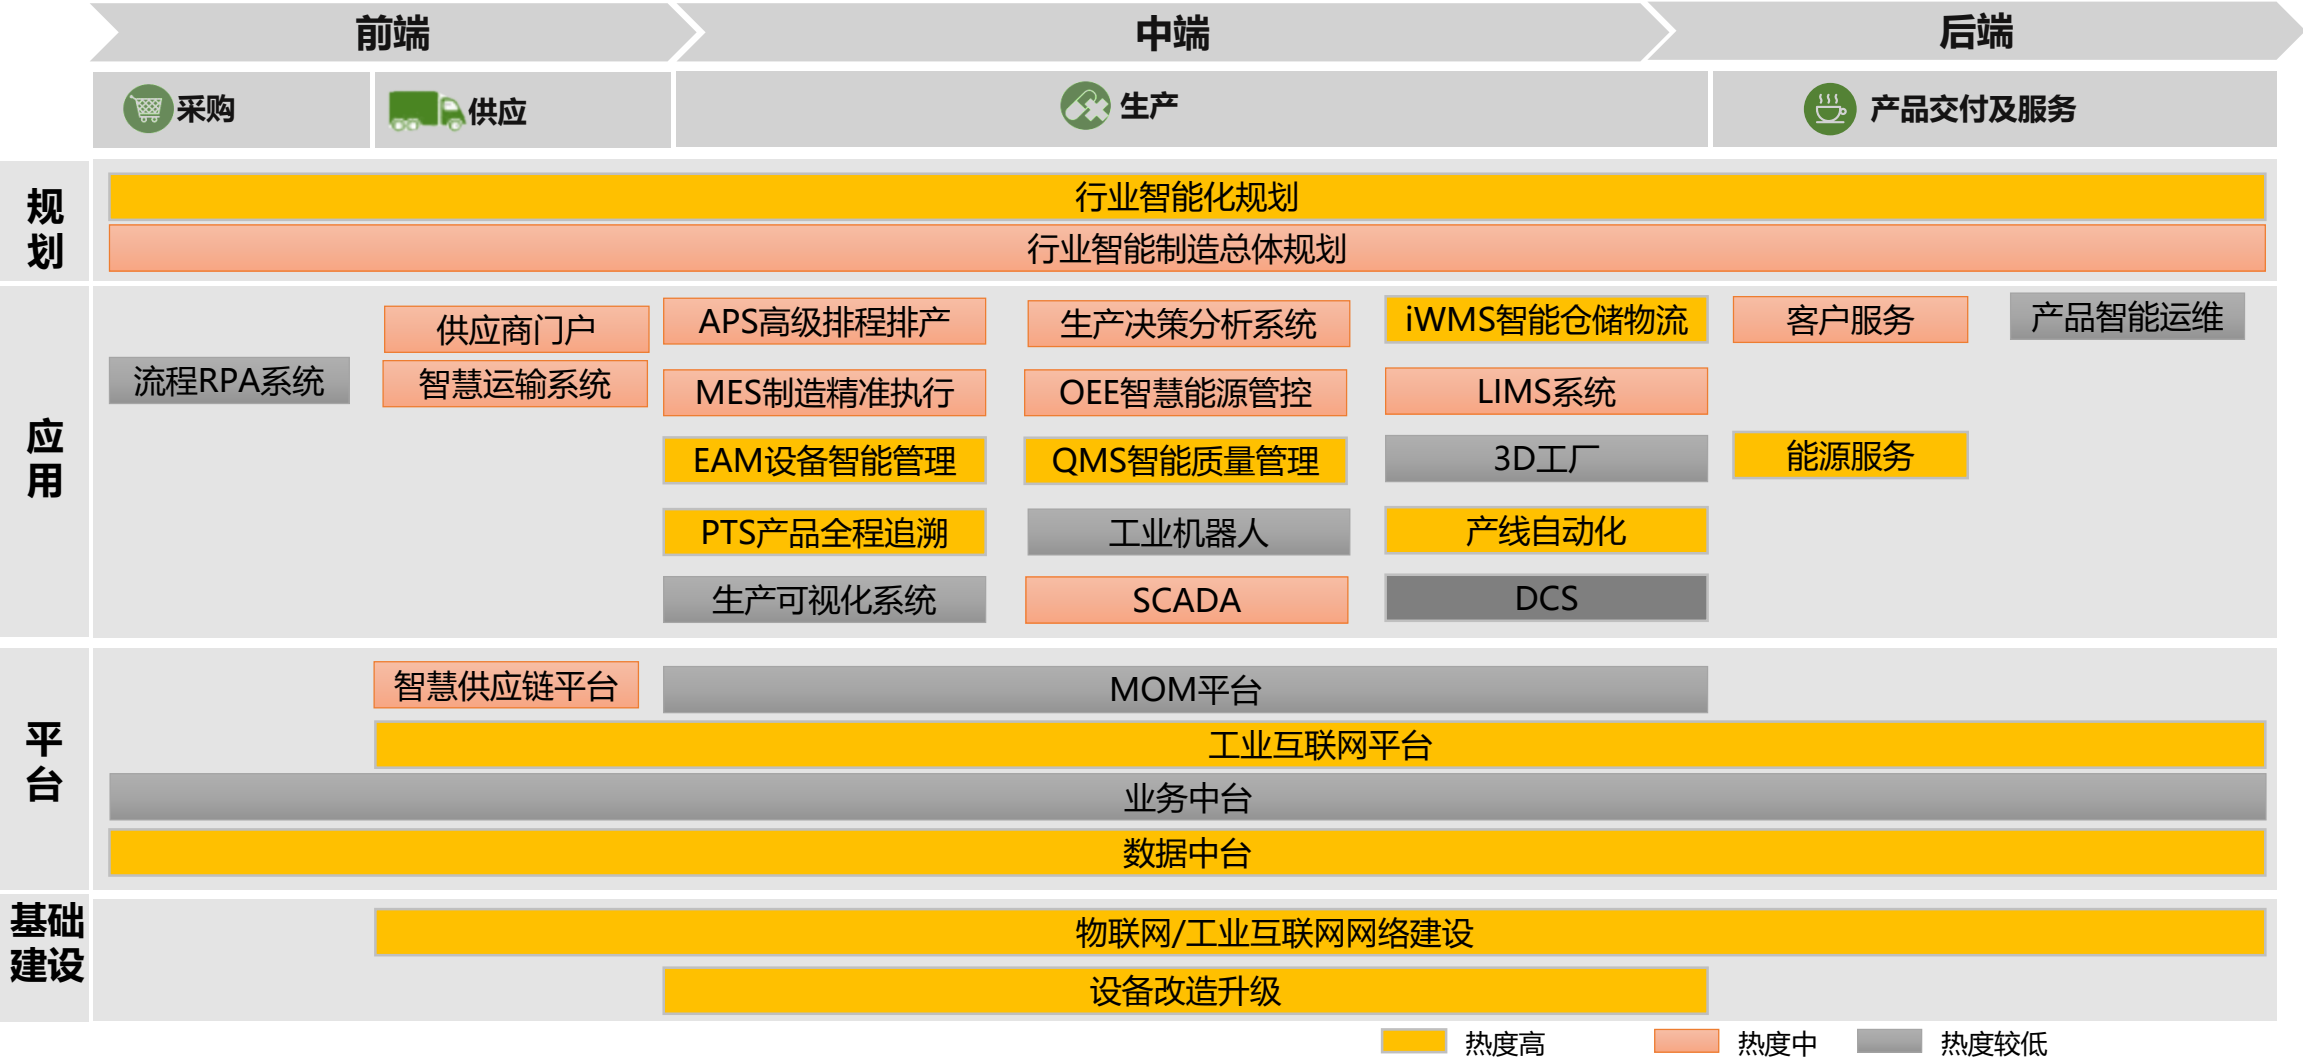 前端
中端
后端
采购
供应
生产
产品交付及服务
规
划
行业智能化规划
行业智能制造总体规划
应
用
流程RPA系统
供应商门户
智慧运输系统
APS高级排程排产
生产决策分析系统
iWMS智能仓储物流
客户服务
产品智能运维
MES制造精准执行
OEE智慧能源管控
LIMS系统
EAM设备智能管理
QMS智能质量管理
3D工厂
能源服务
PTS产品全程追溯
工业机器人
产线自动化
生产可视化系统
SCADA
DCS
平
台
智慧供应链平台
MOM平台
工业互联网平台
业务中台
数据中台
基础
建设
物联网/工业互联网网络建设
设备改造升级
热度高
热度中
热度较低